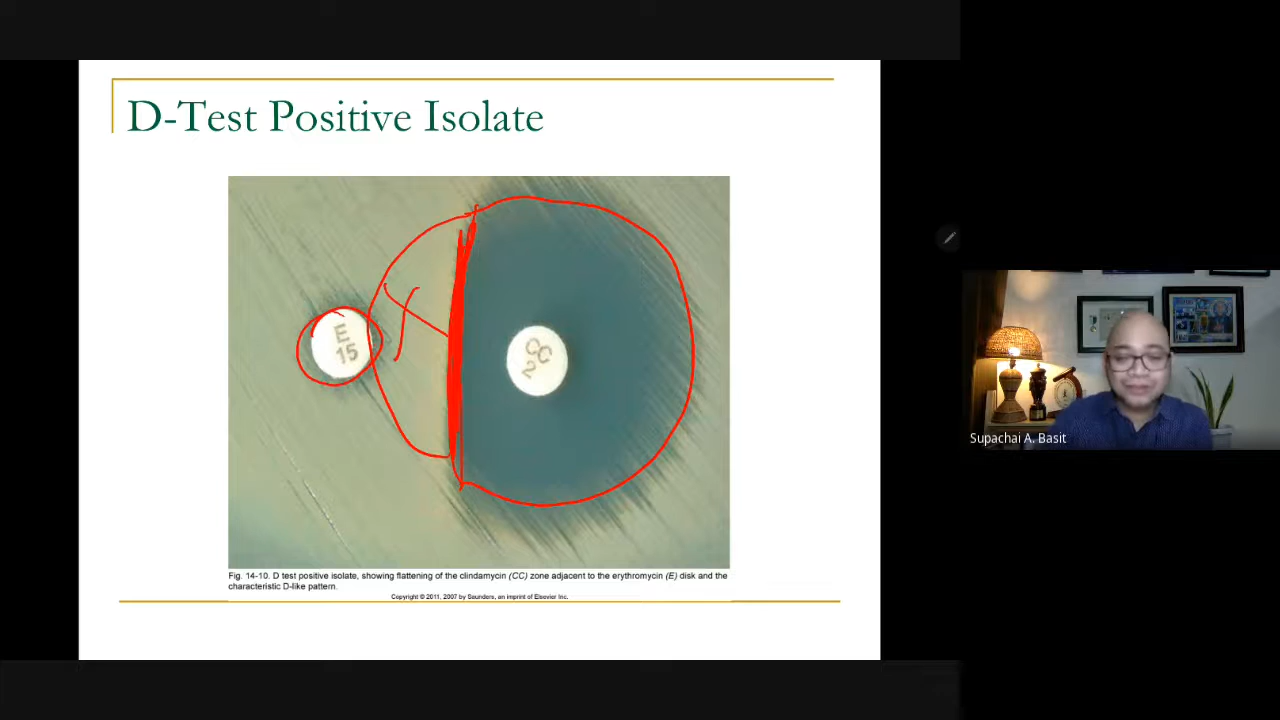 D-Test Positive Isolate
E
15
CC
2
Fig. 14-10. D test positive isolate, showing flattening of the clindamycin (CC) zone adjacent to the erythromycin (E) disk and the
characteristic D-like pattern.
Copyright © 2011, 2007 by Saunders, an imprint of Elsevier Inc.
Supachai A. Basit